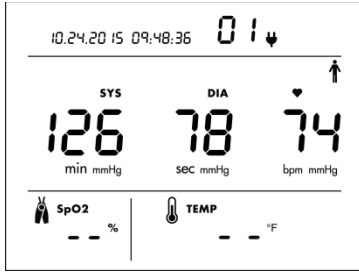 10.24.2015 09:48:36 01
SYS DIA
126 78 74
min mmHg sec mmHg bpm mmHg
SpO2 TEMP
-- % -- °F